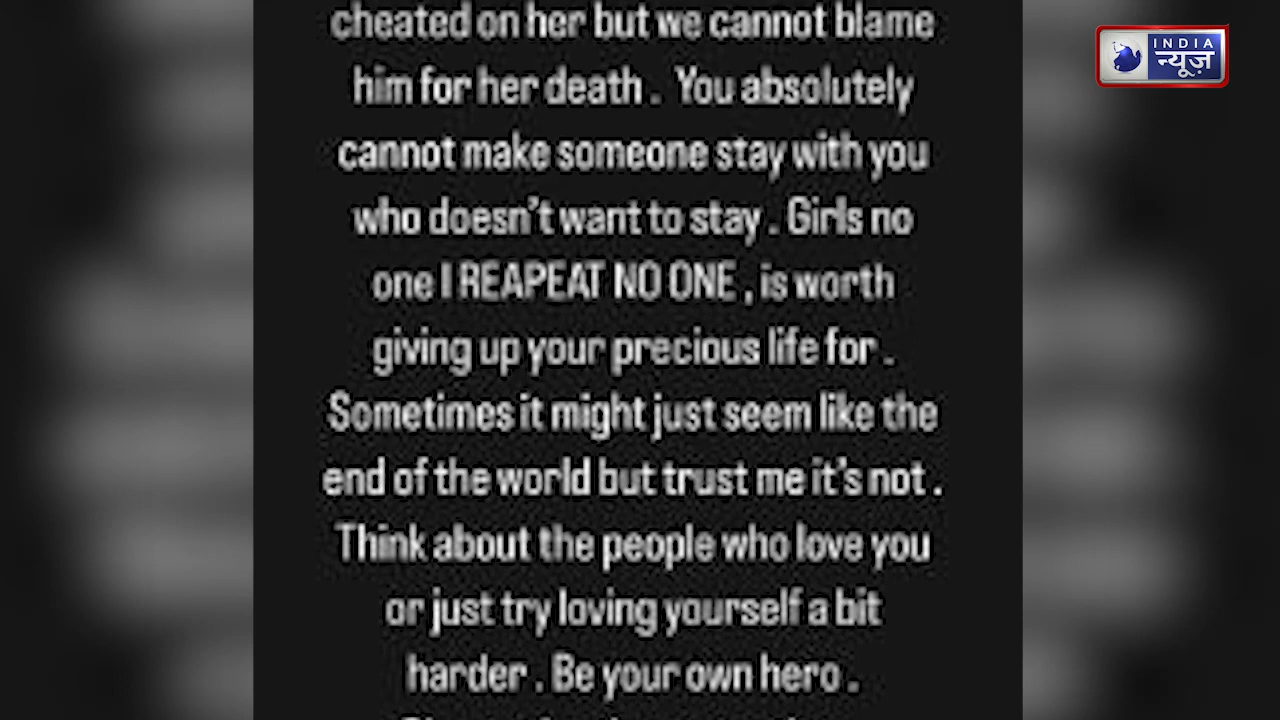 INDIA
न्यूज़
cheated on her but we cannot blame
him for her death . You absolutely
cannot make someone stay with you
who doesn't want to stay . Girls no
one I REAPEAT NO ONE , is worth
giving up your precious life for .
Sometimes it might just seem like the
end of the world but trust me it's not .
Think about the people who love you
or just try loving yourself a bit
harder . Be your own hero .